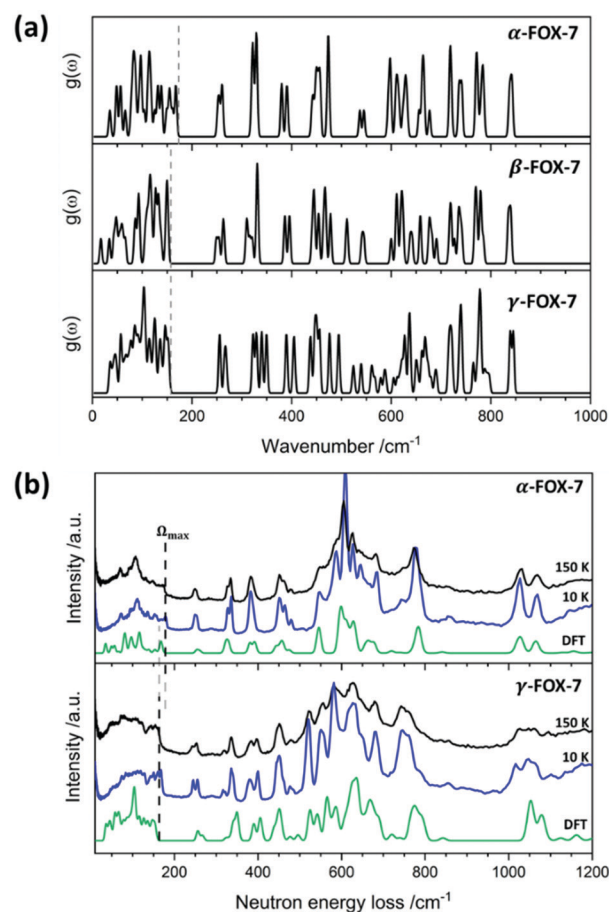 (a)
α-FOX-7
g(ω)
β-FOX-7
g(ω)
γ-FOX-7
g(ω)
0 200 400 600 800 1000
Wavenumber /cm⁻¹
(b)
α-FOX-7
Ωmax
150 K
10 K
DFT
Intensity /a.u.
γ-FOX-7
150 K
10 K
DFT
Intensity /a.u.
200 400 600 800 1000 1200
Neutron energy loss/cm⁻¹